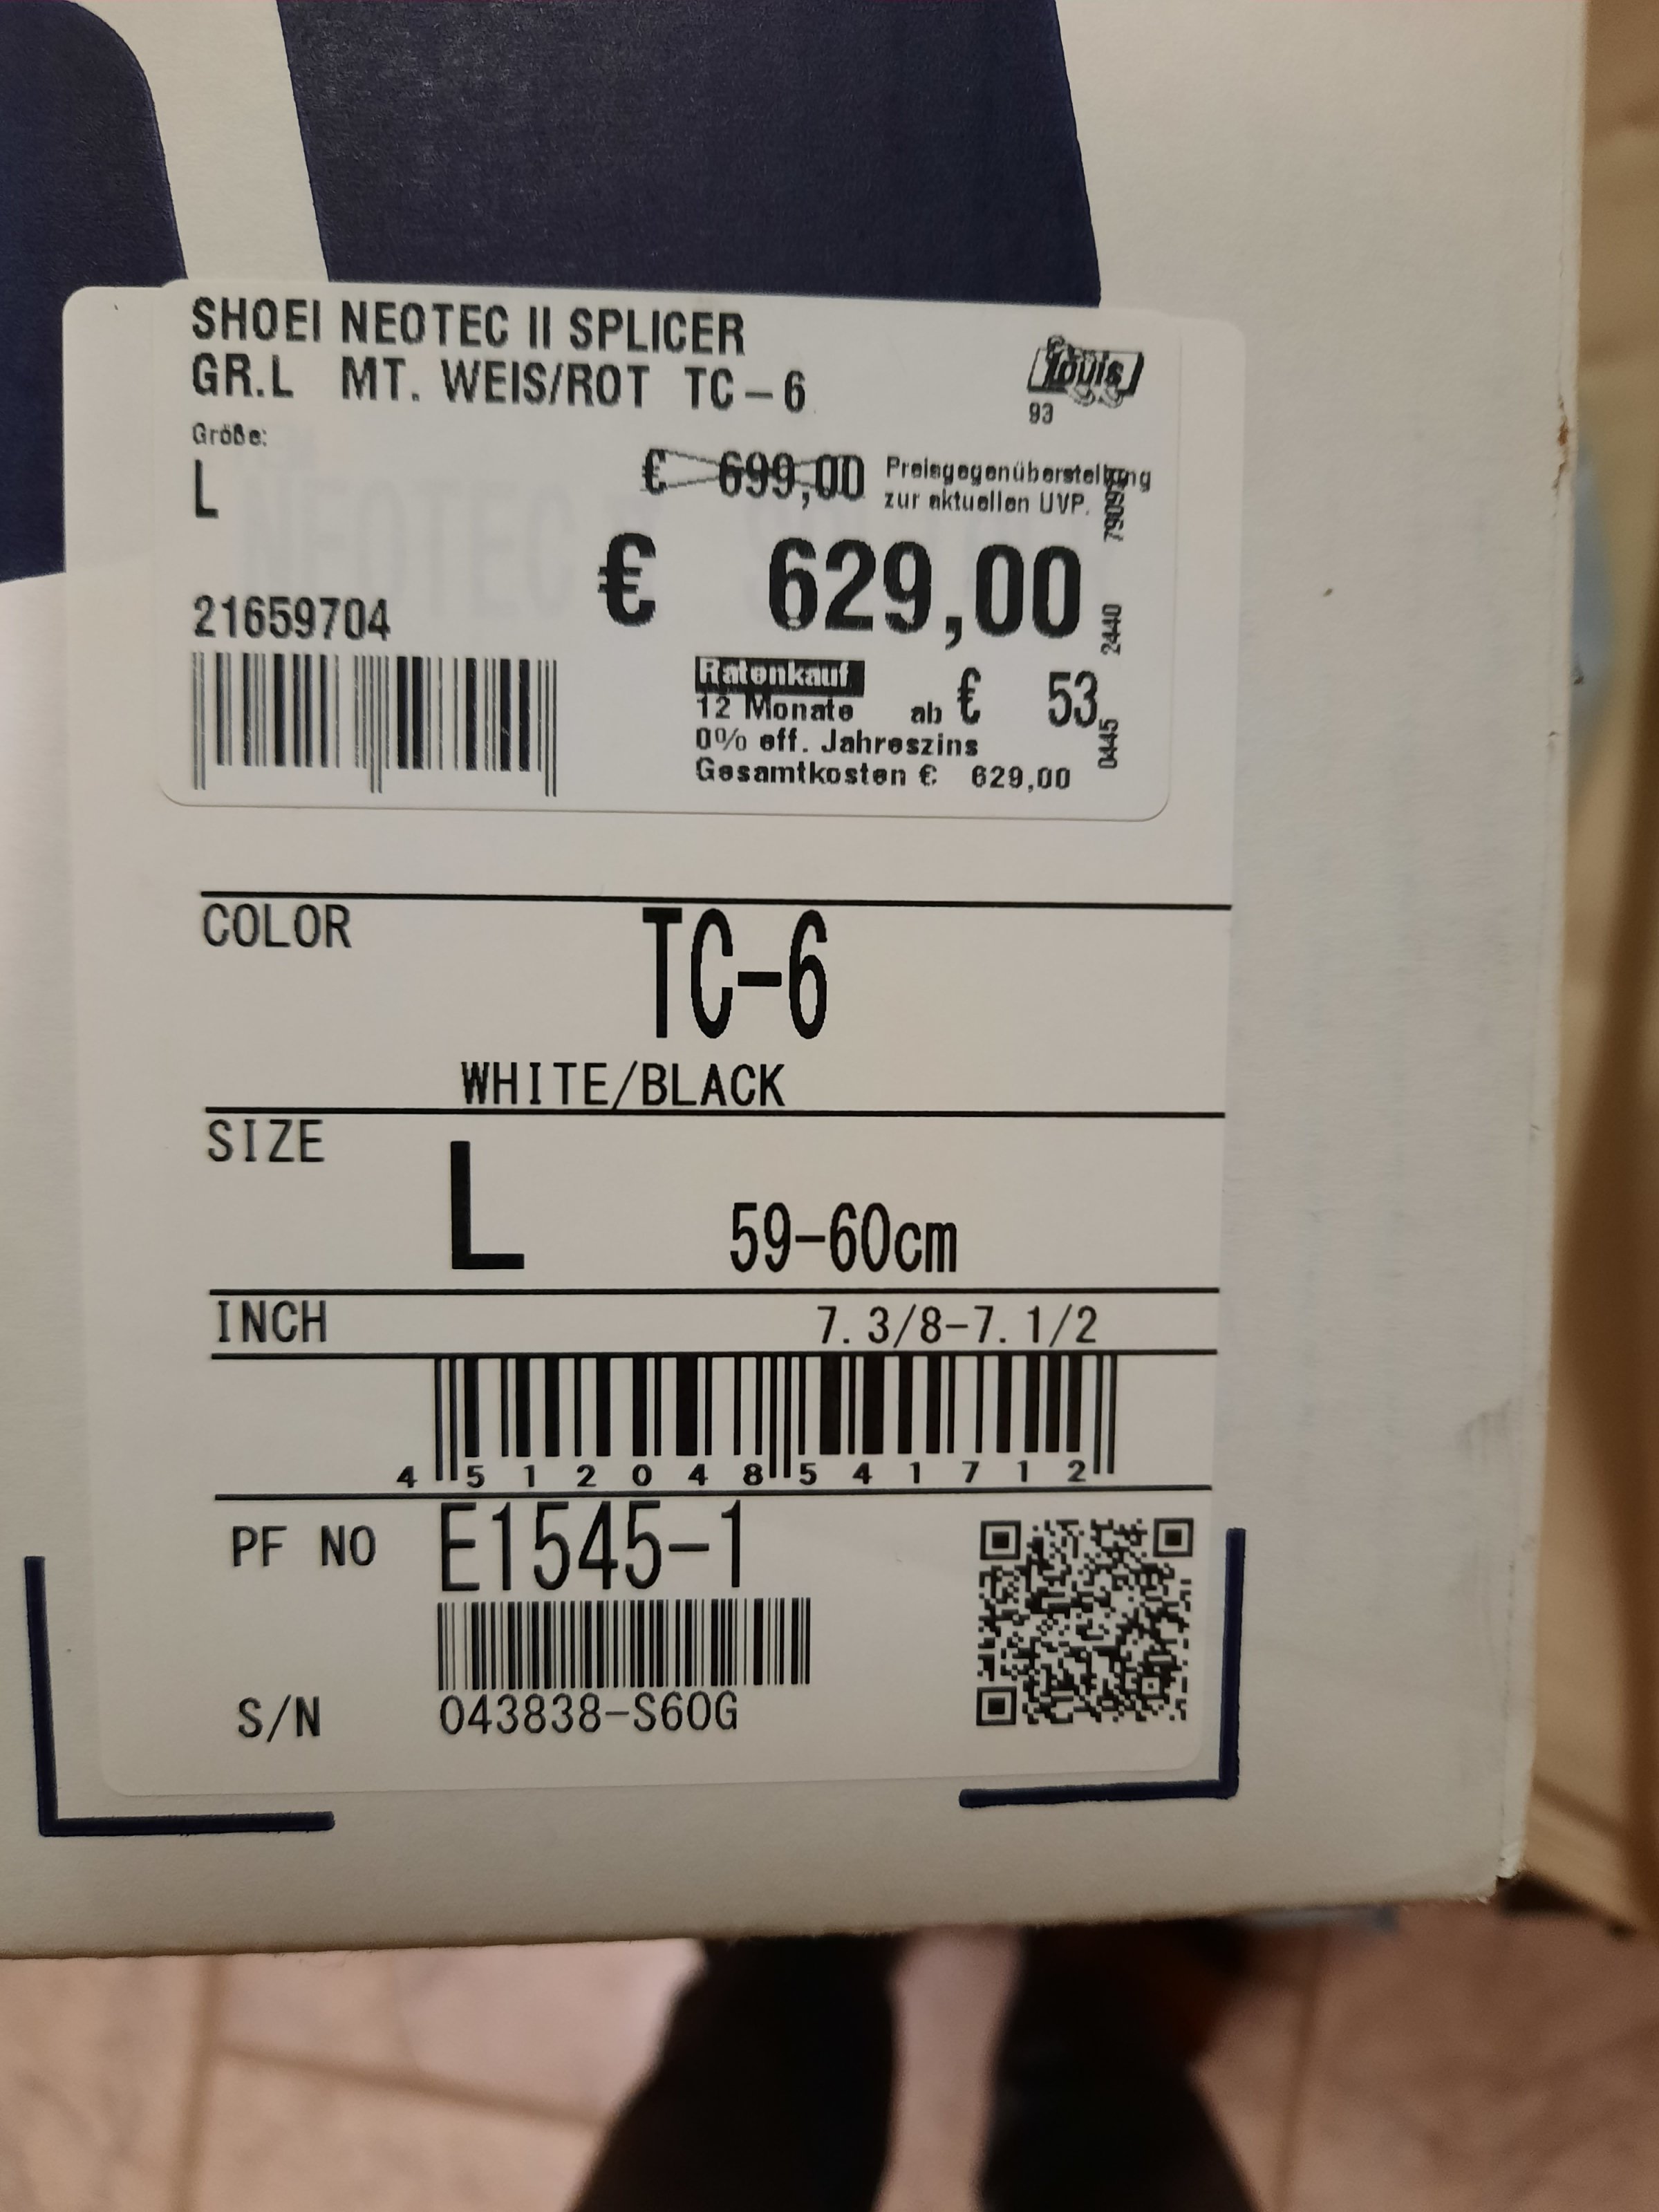 SHOEI NEOTEC II SPLICER
GR.L MT. WEIS/ROT TC-6
Louis
93
Größe:
L
€ 699,00
Preisgegenüberstellung
zur aktuellen UVP.
€ 629,00
21659704
2440
0445
Ratenkauf
12 Monate ab € 53,
0% eff. Jahreszins
Gesamtkosten € 629,00
COLOR
TC-6
WHITE/BLACK
SIZE
L 59-60cm
INCH 7.3/8-7.1/2
4 512048 541712
PF NO E1545-1
S/N 043838-S60G